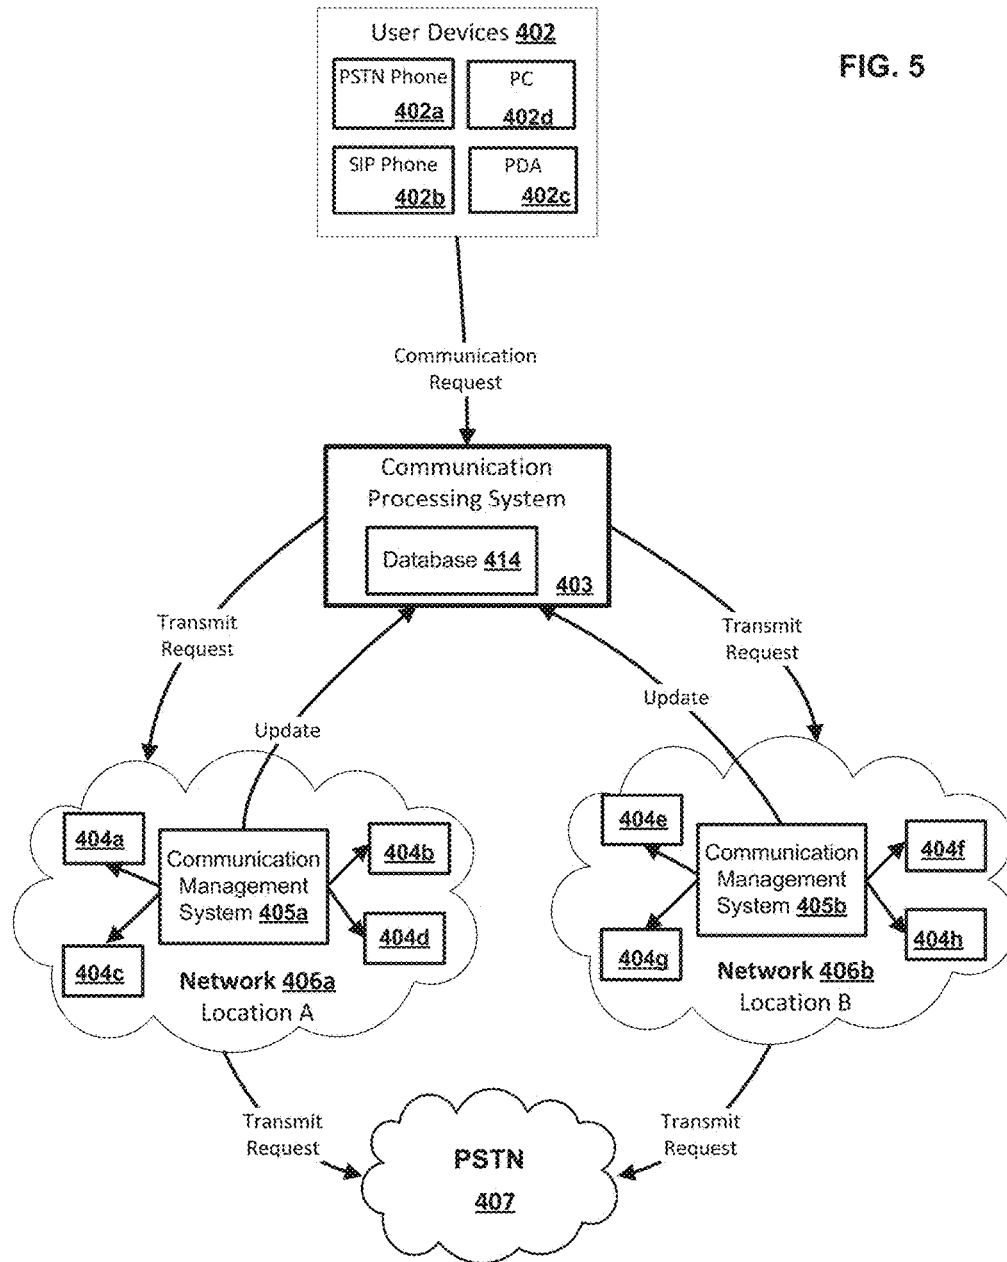 User Devices 402
FIG. 5
PSTN Phone
402a
PC
402d
SIP Phone
402b
PDA
402c
Communication
Request
Communication
Processing System
Database 414
403
Transmit
Request
Transmit
Request
Update
Update
404a
Communication
Management
System 405a
404b
404c
404d
Network 406a
Location A
404e
Communication
Management
System 405b
404f
404g
404h
Network 406b
Location B
Transmit
Request
Transmit
Request
PSTN
407